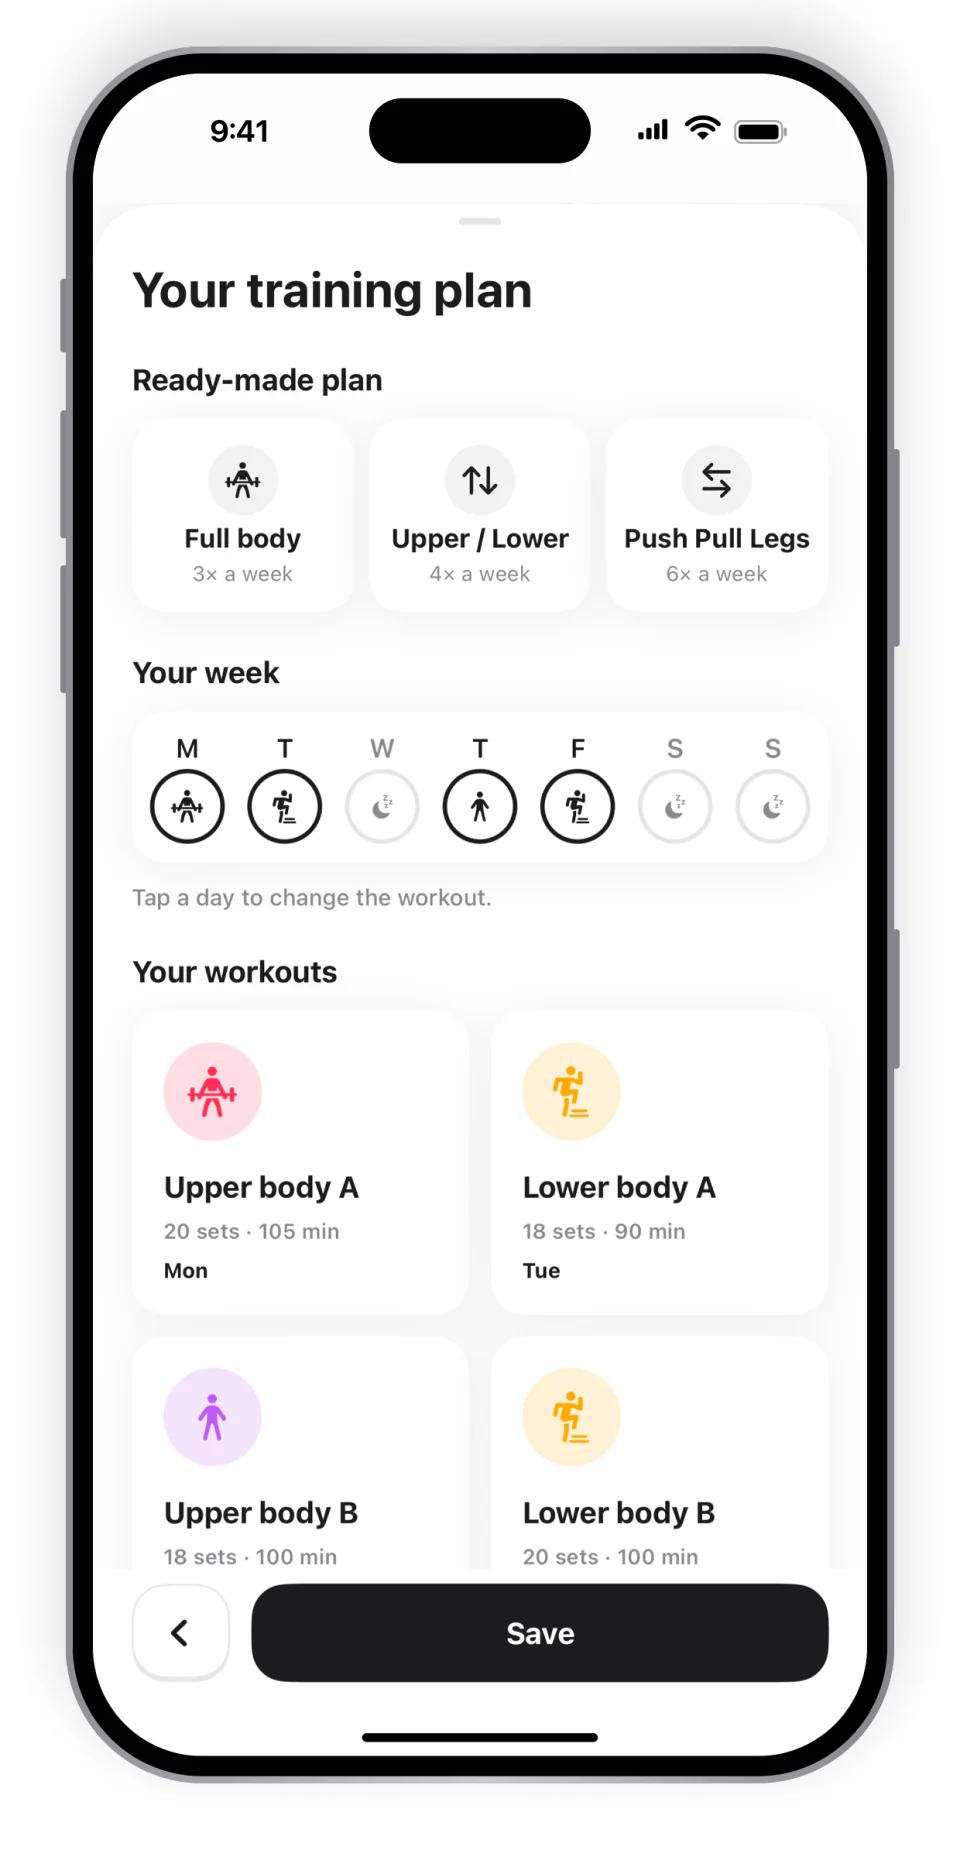 9:41
Your training plan
Ready-made plan
Full body
3× a week
Upper / Lower
4× a week
Push Pull Legs
6× a week
Your week
M T W T F S S
Tap a day to change the workout.
Your workouts
Upper body A
20 sets · 105 min
Mon
Lower body A
18 sets · 90 min
Tue
Upper body B
18 sets · 100 min
Lower body B
20 sets · 100 min
Save